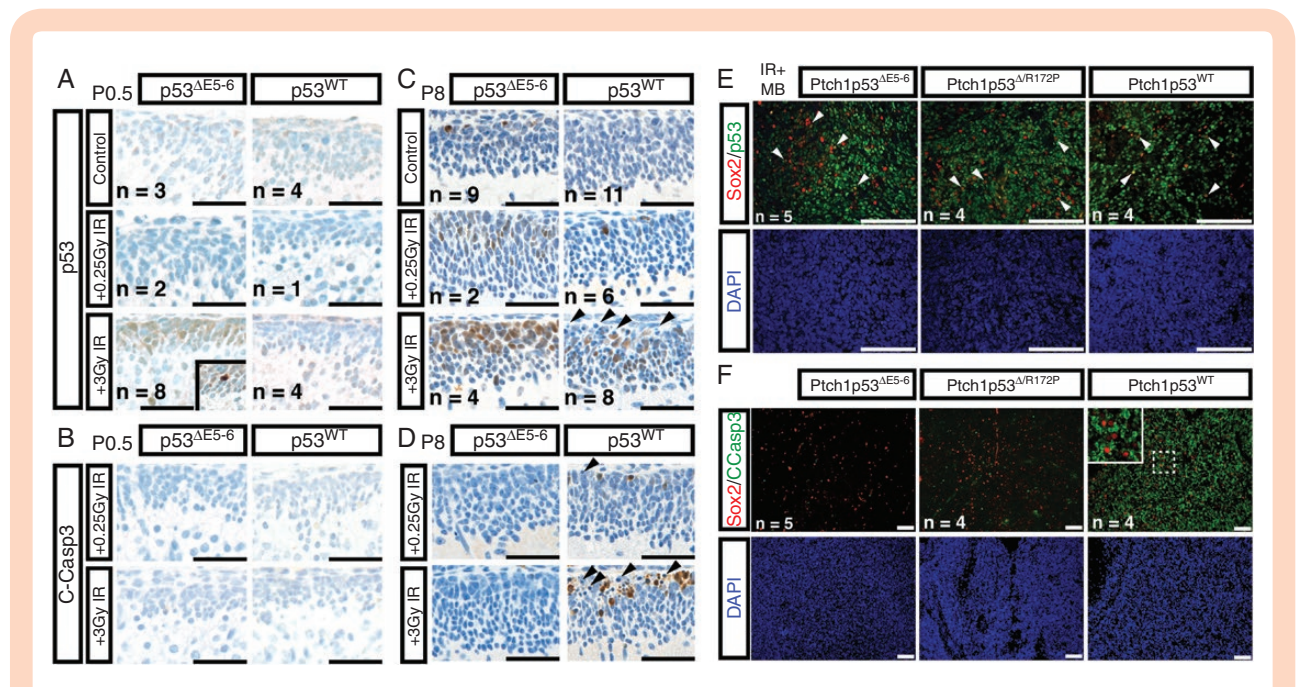 A
P0.5
p53ΔE5-6
p53WT
p53
Control
n = 3
n = 4
+0.25Gy IR
n = 2
n = 1
+3Gy IR
n = 8
n = 4
B
P0.5
p53ΔE5-6
p53WT
C-Casp3
+0.25Gy IR
+3Gy IR
C
P8
p53ΔE5-6
p53WT
Control
n = 9
n = 11
+0.25Gy IR
n = 2
n = 6
+3Gy IR
n = 4
n = 8
D
P8
p53ΔE5-6
p53WT
+0.25Gy IR
+3Gy IR
E
IR+
MB
Ptch1p53ΔE5-6
Ptch1p53Δ/R172P
Ptch1p53WT
Sox2/p53
n = 5
n = 4
n = 4
DAPI
F
Ptch1p53ΔE5-6
Ptch1p53Δ/R172P
Ptch1p53WT
Sox2/CCasp3
n = 5
n = 4
n = 4
DAPI